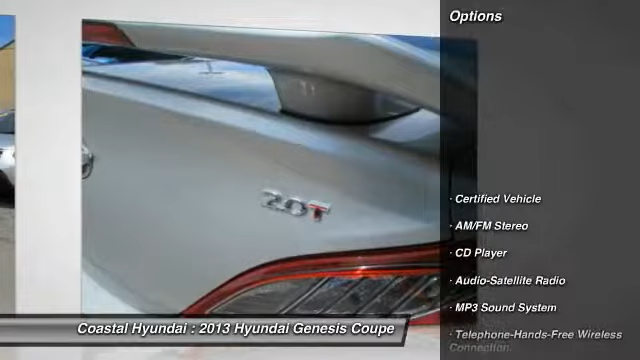 Options
2.0T
· Certified Vehicle
· AM/FM Stereo
· CD Player
· Audio-Satellite Radio
· MP3 Sound System
· Telephone-Hands-Free Wireless
Connection.
Coastal Hyundai : 2013 Hyundai Genesis Coupe